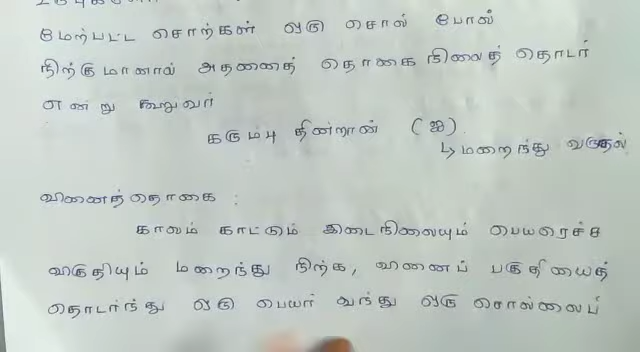 மேற்பட்ட சொற்கள் ஒரு சொல் போல்
நிற்குமானால் அதனைத் தொகை நிலைத் தொடர்
என்று கூறுவர்
கரும்பு தின்றான் (ஐ)
↳ மறைந்து வருதல்
வினைத்தொகை :
காலம் காட்டும் இடைநிலையும் பெயரெச்ச
விகுதியும் மறைந்து நிற்க, வினைப் பகுதியைத்
தொடர்ந்து ஒரு பெயர் வந்து ஒரு சொல்லைப்